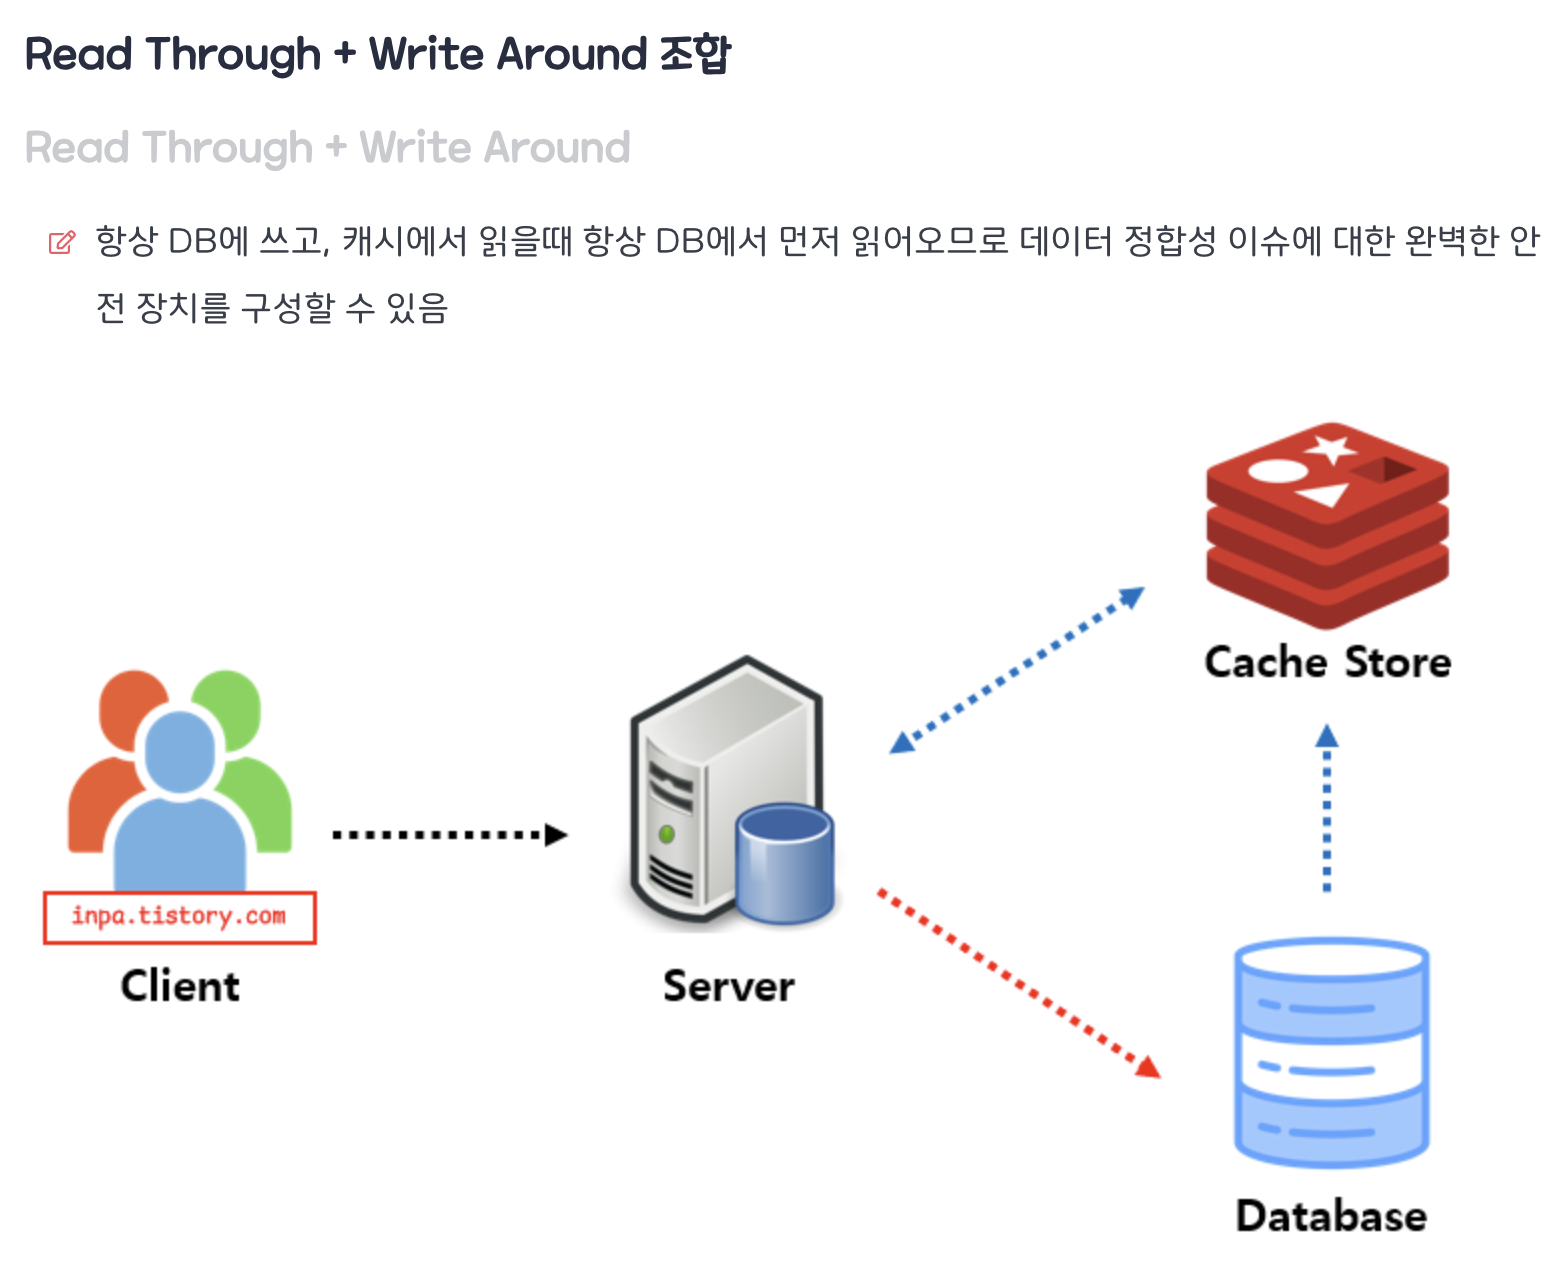 Read Through + Write Around 조합
Read Through + Write Around
항상 DB에 쓰고, 캐시에서 읽을때 항상 DB에서 먼저 읽어오므로 데이터 정합성 이슈에 대한 완벽한 안
전 장치를 구성할 수 있음
Cache Store
inpa.tistory.com
Client
Server
Database